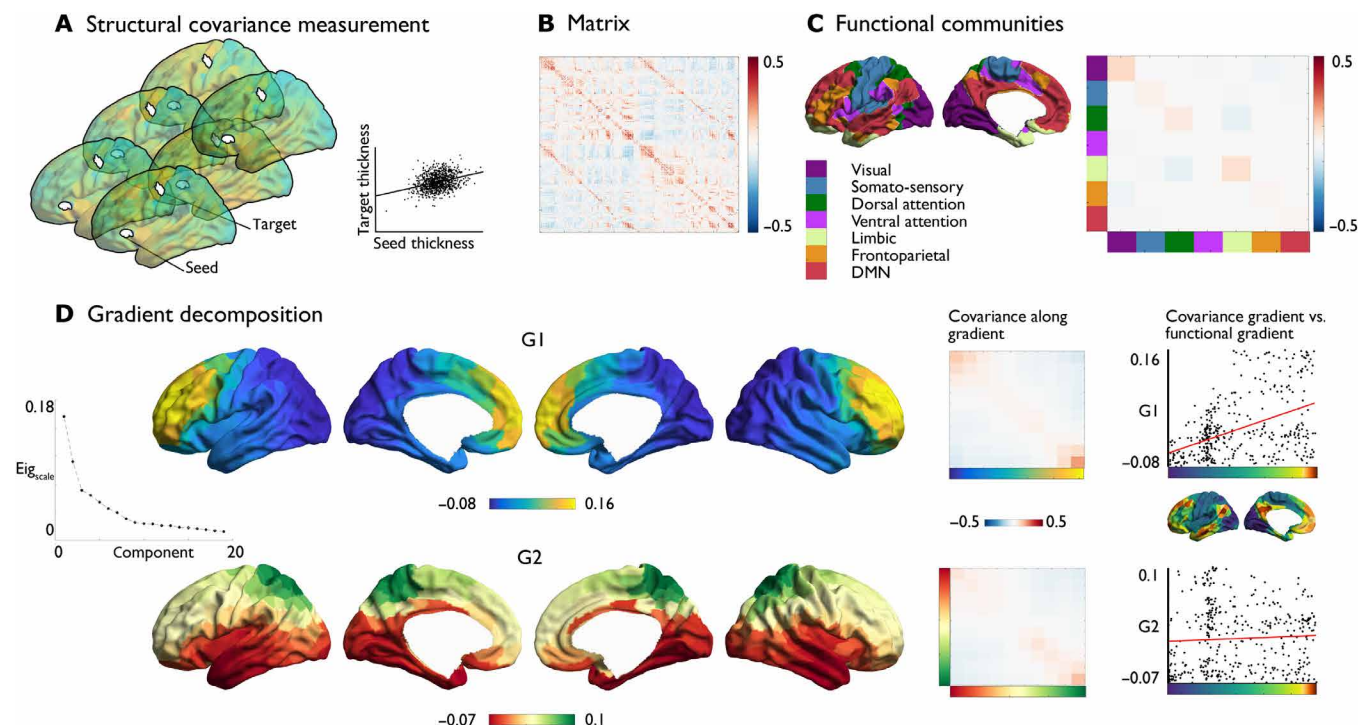 A Structural covariance measurement
Target
Seed
Target thickness
Seed thickness
B Matrix
0.5
−0.5
C Functional communities
Visual
Somato-sensory
Dorsal attention
Ventral attention
Limbic
Frontoparietal
DMN
0.5
−0.5
D Gradient decomposition
0.18
Eigscale
0
0
Component
20
G1
−0.08
0.16
G2
−0.07
0.1
Covariance along
gradient
−0.5
0.5
Covariance gradient vs.
functional gradient
0.16
G1
−0.08
0.1
G2
−0.07